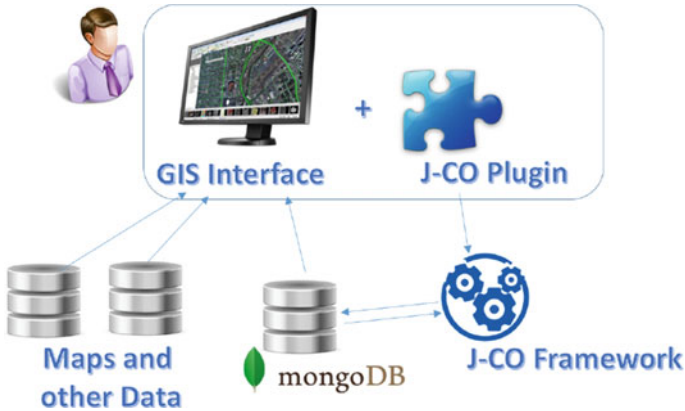 +
GIS Interface
J-CO Plugin
Maps and
other Data
mongoDB
J-CO Framework